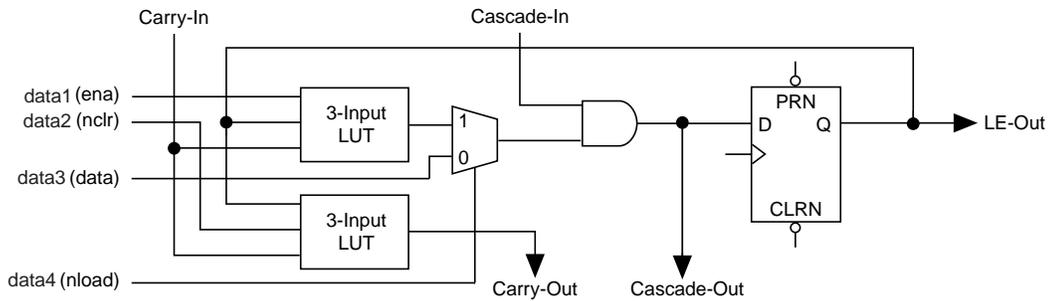 Carry-In
Cascade-In
data1 (ena)
data2 (nclr)
3-Input
LUT
1
0
PRN
D
Q
LE-Out
data3 (data)
3-Input
LUT
CLRN
data4 (nload)
Carry-Out
Cascade-Out